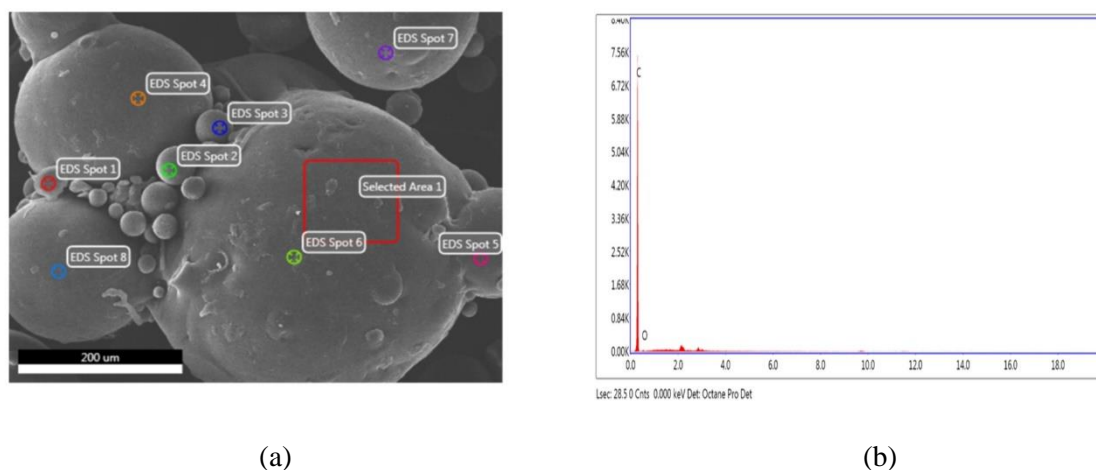 EDS Spot 7
EDS Spot 4
EDS Spot 3
EDS Spot 2
EDS Spot 1
Selected Area 1
EDS Spot 6
EDS Spot 5
EDS Spot 8
200 um
8.40K
7.56K
C
6.72K
5.88K
5.04K
4.20K
3.36K
2.52K
1.68K
0.84K
O
0.00K
0.0 2.0 4.0 6.0 8.0 10.0 12.0 14.0 16.0 18.0
Lsec: 28.5 0 Cnts 0.000 keV Det: Octane Pro Det
(a) (b)